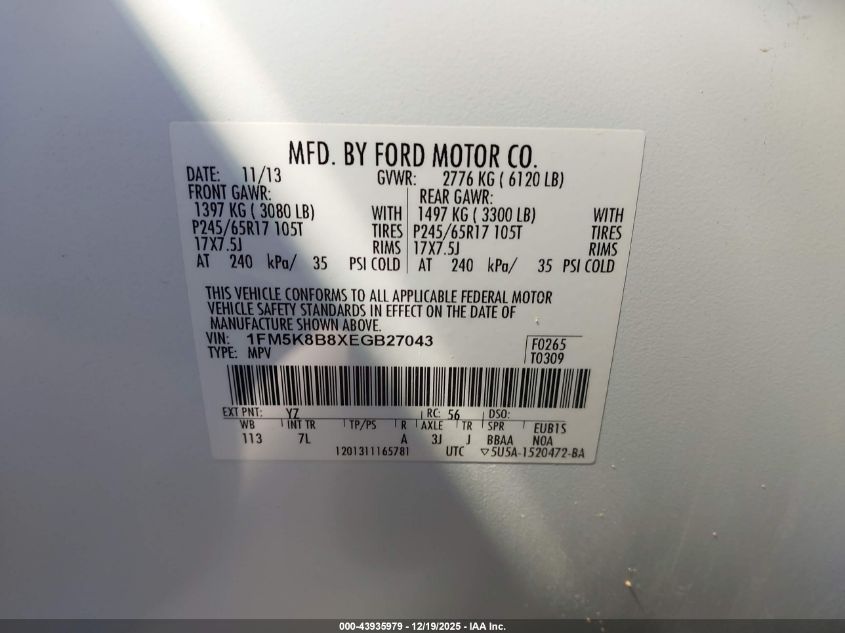 MFD. BY FORD MOTOR CO.
DATE: 11/13 GVWR: 2776 KG ( 6120 LB)
FRONT GAWR: REAR GAWR:
1397 KG ( 3080 LB) WITH 1497 KG ( 3300 LB) WITH
P245/65R17 105T TIRES P245/65R17 105T TIRES
17X7.5J RIMS 17X7.5J RIMS
AT 240 kPa/ 35 PSI COLD AT 240 kPa/ 35 PSI COLD
THIS VEHICLE CONFORMS TO ALL APPLICABLE FEDERAL MOTOR
VEHICLE SAFETY STANDARDS IN EFFECT ON THE DATE OF
MANUFACTURE SHOWN ABOVE.
VIN: 1FM5K8B8XEGB27043 F0265
TYPE: MPV T0309
EXT PNT: YZ RC: 56 DSO:
WB INT TR TP/PS R AXLE TR SPR EUB1S
113 7L A 3J J BBAA NOA
1201311165781 UTC ▽5U5A-1520472-BA
000-43935979 - 12/19/2025 - IAA Inc.